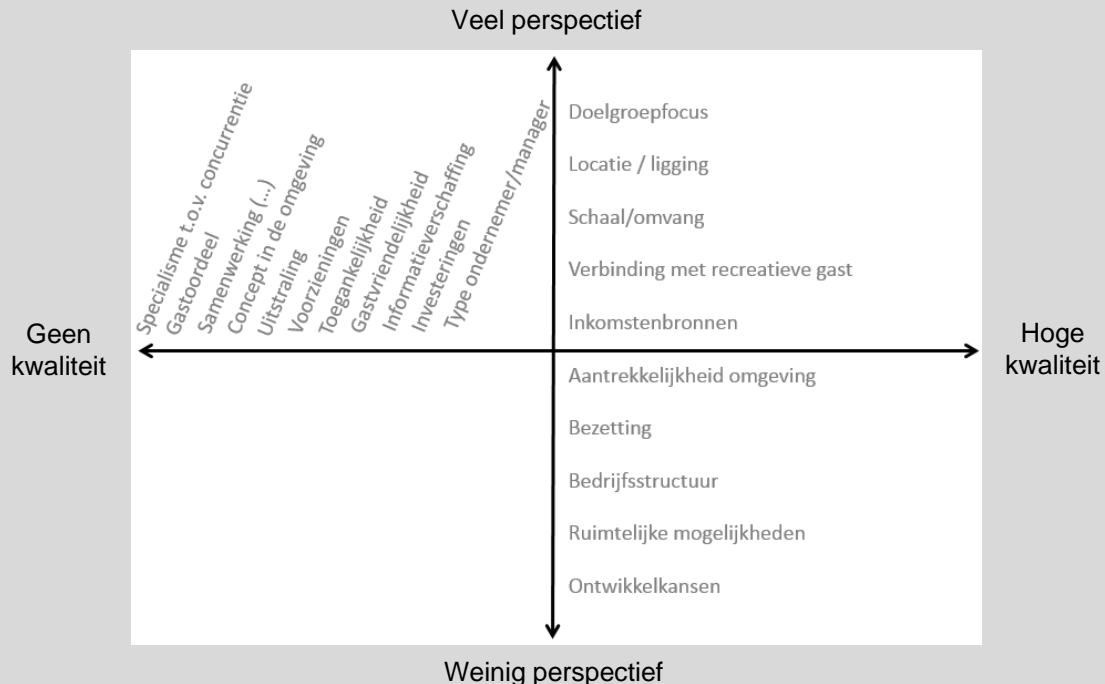 Veel perspectief
Specialisme t.o.v. concurrentie
Gastoordeel
Samenwerking (...)
Concept in de omgeving
Uitstraling
Voorzieningen
Toegankelijkheid
Gastvriendelijkheid
Informatieverschaffing
Investeringen
Type ondernemer/manager
Doelgroepfocus
Locatie / ligging
Schaal/omvang
Verbinding met recreatieve gast
Inkomstenbronnen
Geen
kwaliteit
Hoge
kwaliteit
Aantrekkelijkheid omgeving
Bezetting
Bedrijfsstructuur
Ruimtelijke mogelijkheden
Ontwikkelkansen
Weinig perspectief